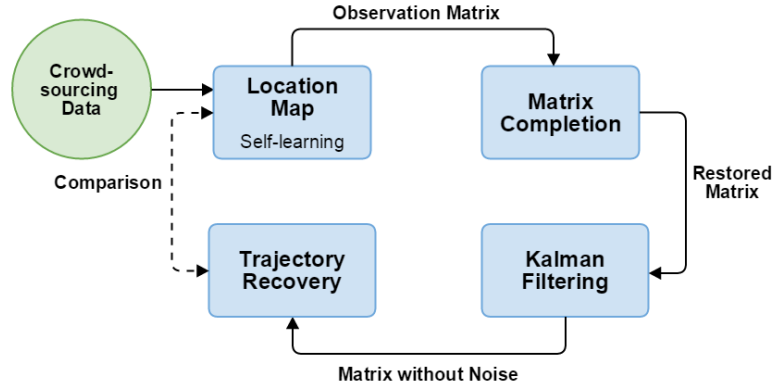 Observation Matrix
Crowd-
sourcing
Data
Location
Map
Self-learning
Matrix
Completion
Comparison
Restored
Matrix
Trajectory
Recovery
Kalman
Filtering
Matrix without Noise